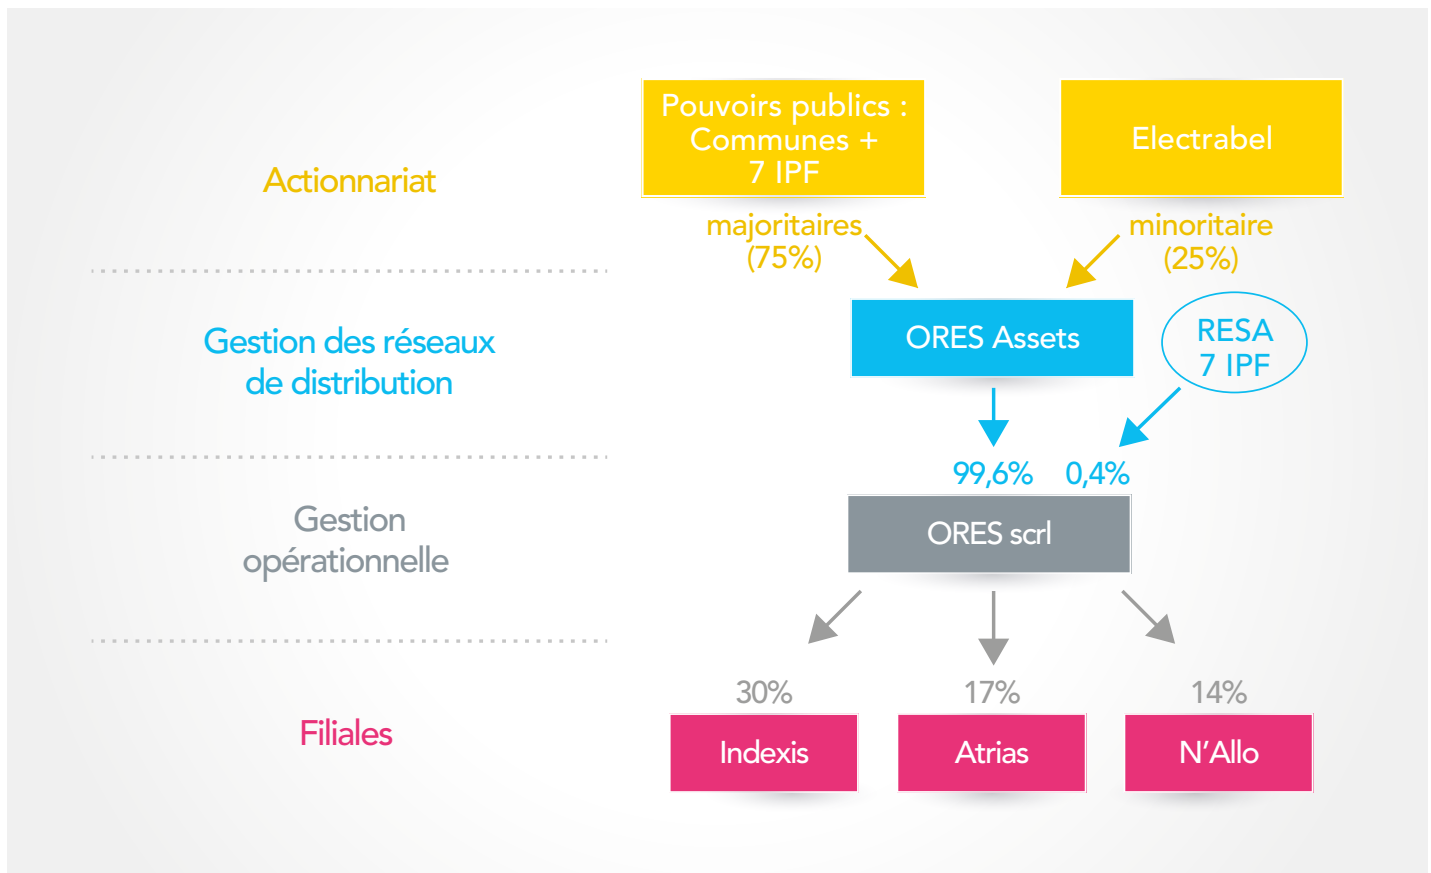 Actionnariat
Pouvoirs publics :
Communes +
7 IPF
Electrabel
majoritaires
(75%)
minoritaire
(25%)
Gestion des réseaux
de distribution
ORES Assets
RESA
7 IPF
99,6%
0,4%
Gestion
opérationnelle
ORES scrl
Filiales
30%
17%
14%
Indexis
Atrias
N’Allo